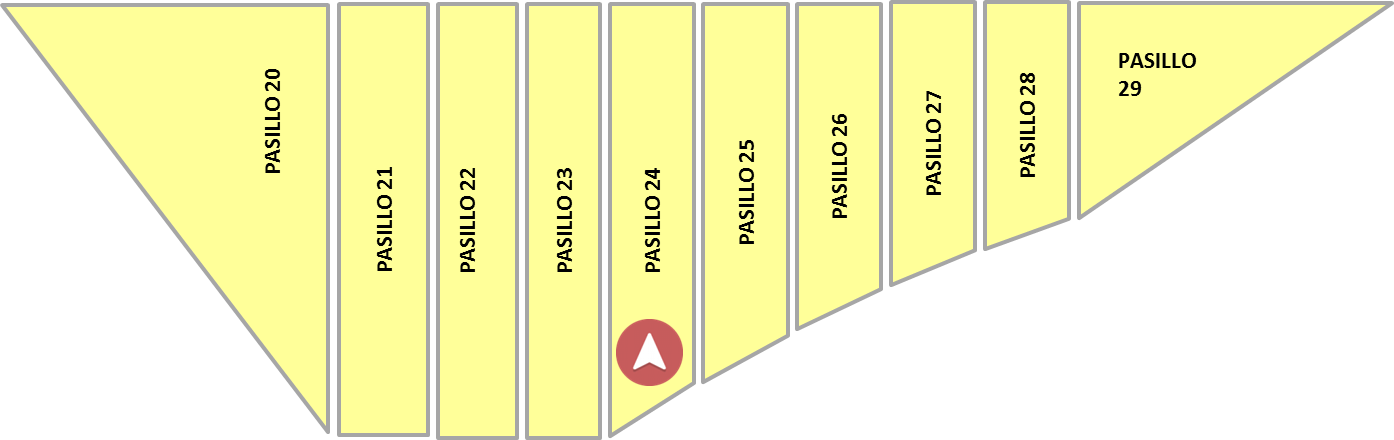 PASILLO 20
PASILLO 21
PASILLO 22
PASILLO 23
PASILLO 24
PASILLO 25
PASILLO 26
PASILLO 27
PASILLO 28
PASILLO
29